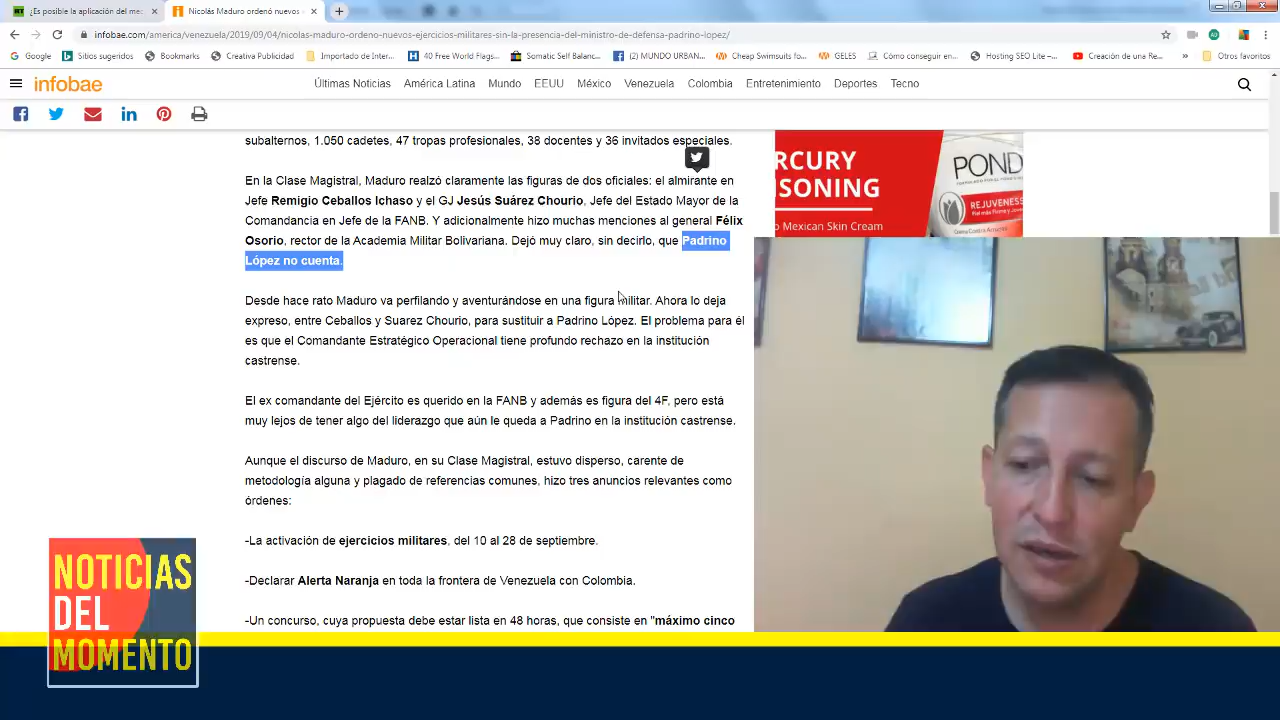 ¿Es posible la aplicación del me
Nicolás Maduro ordenó nuevos
infobae.com/america/venezuela/2019/09/04/nicolas-maduro-ordeno-nuevos-ejercicios-militares-sin-la-presencia-del-ministro-de-defensa-padrino-lopez/
Google
Sitios sugeridos
Bookmarks
Creativa Publicidad
Importado de Inter...
40 Free World Flags...
Somatic Self Balanc...
(2) MUNDO URBAN...
Cheap Swimsuits fo...
GELES
Cómo conseguir en...
Hosting SEO Lite –...
Creación de una Re...
Otros favoritos
infobae
Últimas Noticias América Latina Mundo EEUU México Venezuela Colombia Entretenimiento Deportes Tecno
subalternos, 1.050 cadetes, 47 tropas profesionales, 38 docentes y 36 invitados especiales.
En la Clase Magistral, Maduro realzó claramente las figuras de dos oficiales: el almirante en
Jefe Remigio Ceballos Ichaso y el GJ Jesús Suárez Chourio, Jefe del Estado Mayor de la
Comandante en Jefe de la FANB. Y adicionalmente hizo muchas menciones al general Félix
Osorio, rector de la Academia Militar Bolivariana. Dejó muy claro, sin decirlo, que Padrino
López no cuenta.
Desde hace rato Maduro va perfilando y aventurándose en una figura militar. Ahora lo deja
expreso, entre Ceballos y Suarez Chourio, para sustituir a Padrino López. El problema para él
es que el Comandante Estratégico Operacional tiene profundo rechazo en la institución
castrense.
El ex comandante del Ejército es querido en la FANB y además es figura del 4F, pero está
muy lejos de tener algo del liderazgo que aún le queda a Padrino en la institución castrense.
Aunque el discurso de Maduro, en su Clase Magistral, estuvo disperso, carente de
metodología alguna y plagado de referencias comunes, hizo tres anuncios relevantes como
órdenes:
-La activación de ejercicios militares, del 10 al 28 de septiembre.
-Declarar Alerta Naranja en toda la frontera de Venezuela con Colombia.
-Un concurso, cuya propuesta debe estar lista en 48 horas, que consiste en "máximo cinco
RCURY
SONING
o Mexican Skin Cream
POND
REJUVENESS
NOTICIAS
DEL
MOMENTO